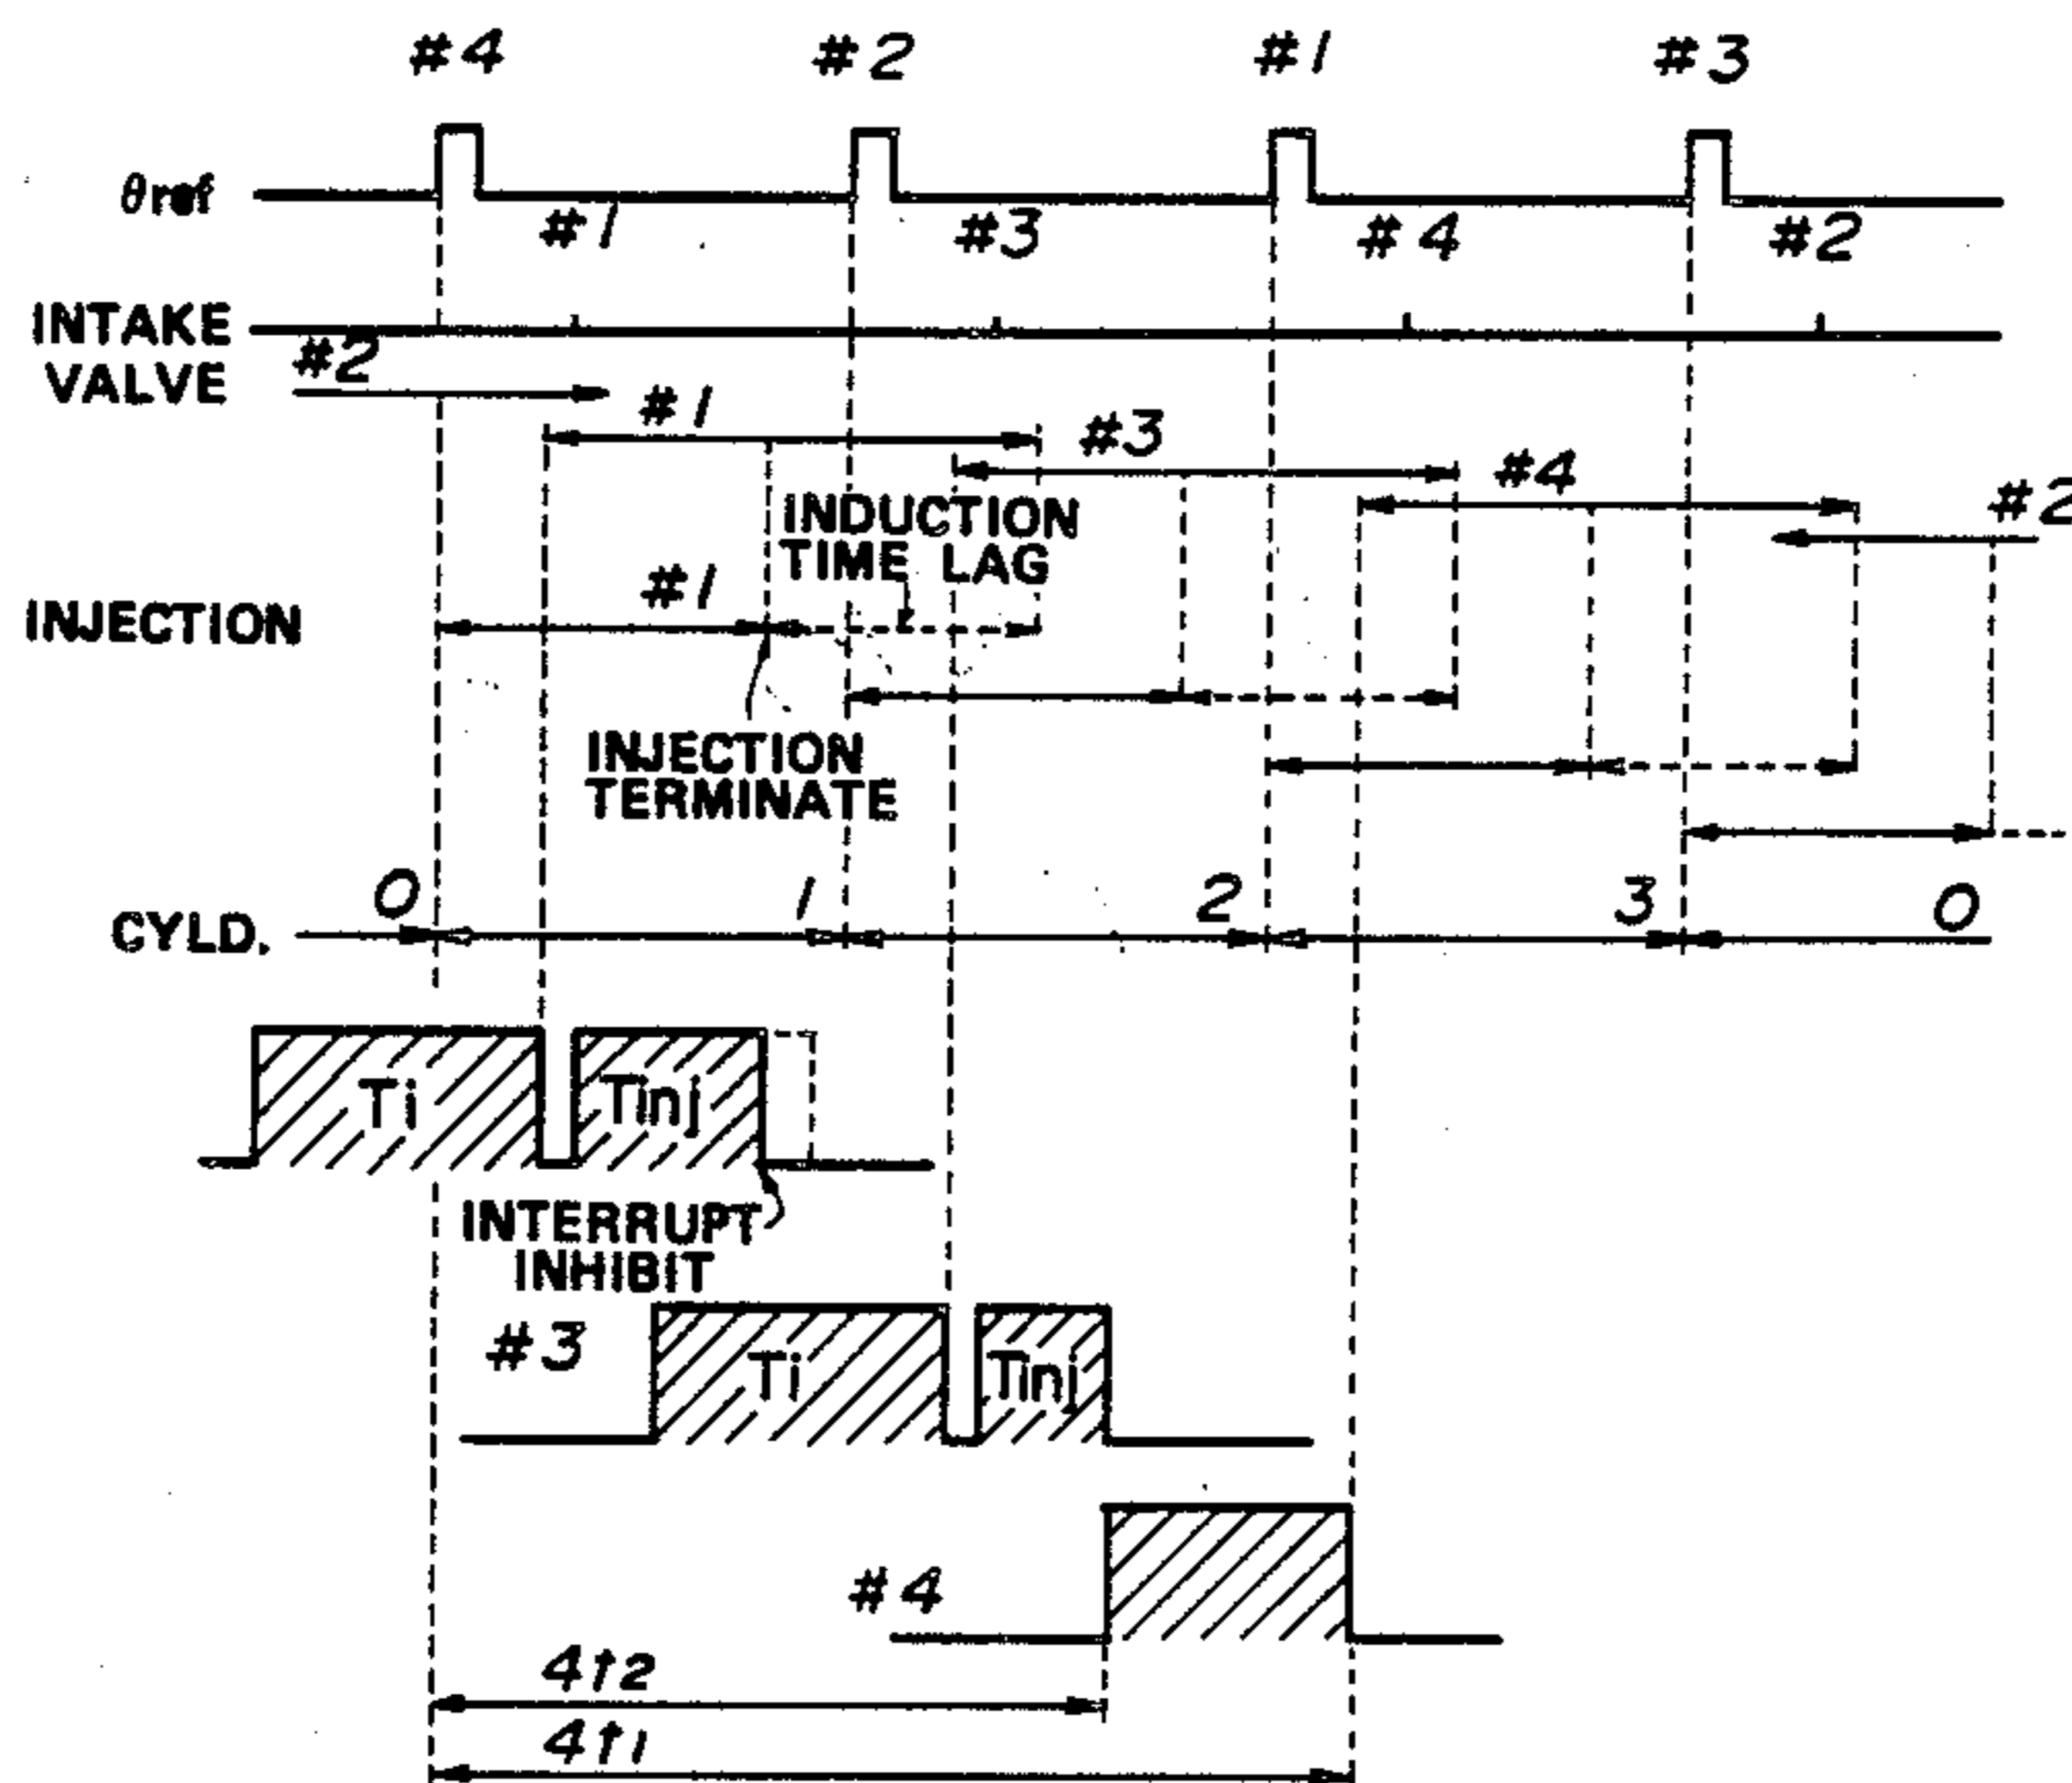 #4 #2 #1 #3
θref
#1 #3 #4 #2
INTAKE
VALVE
#2
#1
#3
#4
#2
INDUCTION
TIME LAG
#1
INJECTION
INJECTION
TERMINATE
0 1 2 3 0
CYLD.
Ti Tinj
INTERRUPT
INHIBIT
#3
Ti Tinj
#4
4t2
4t1